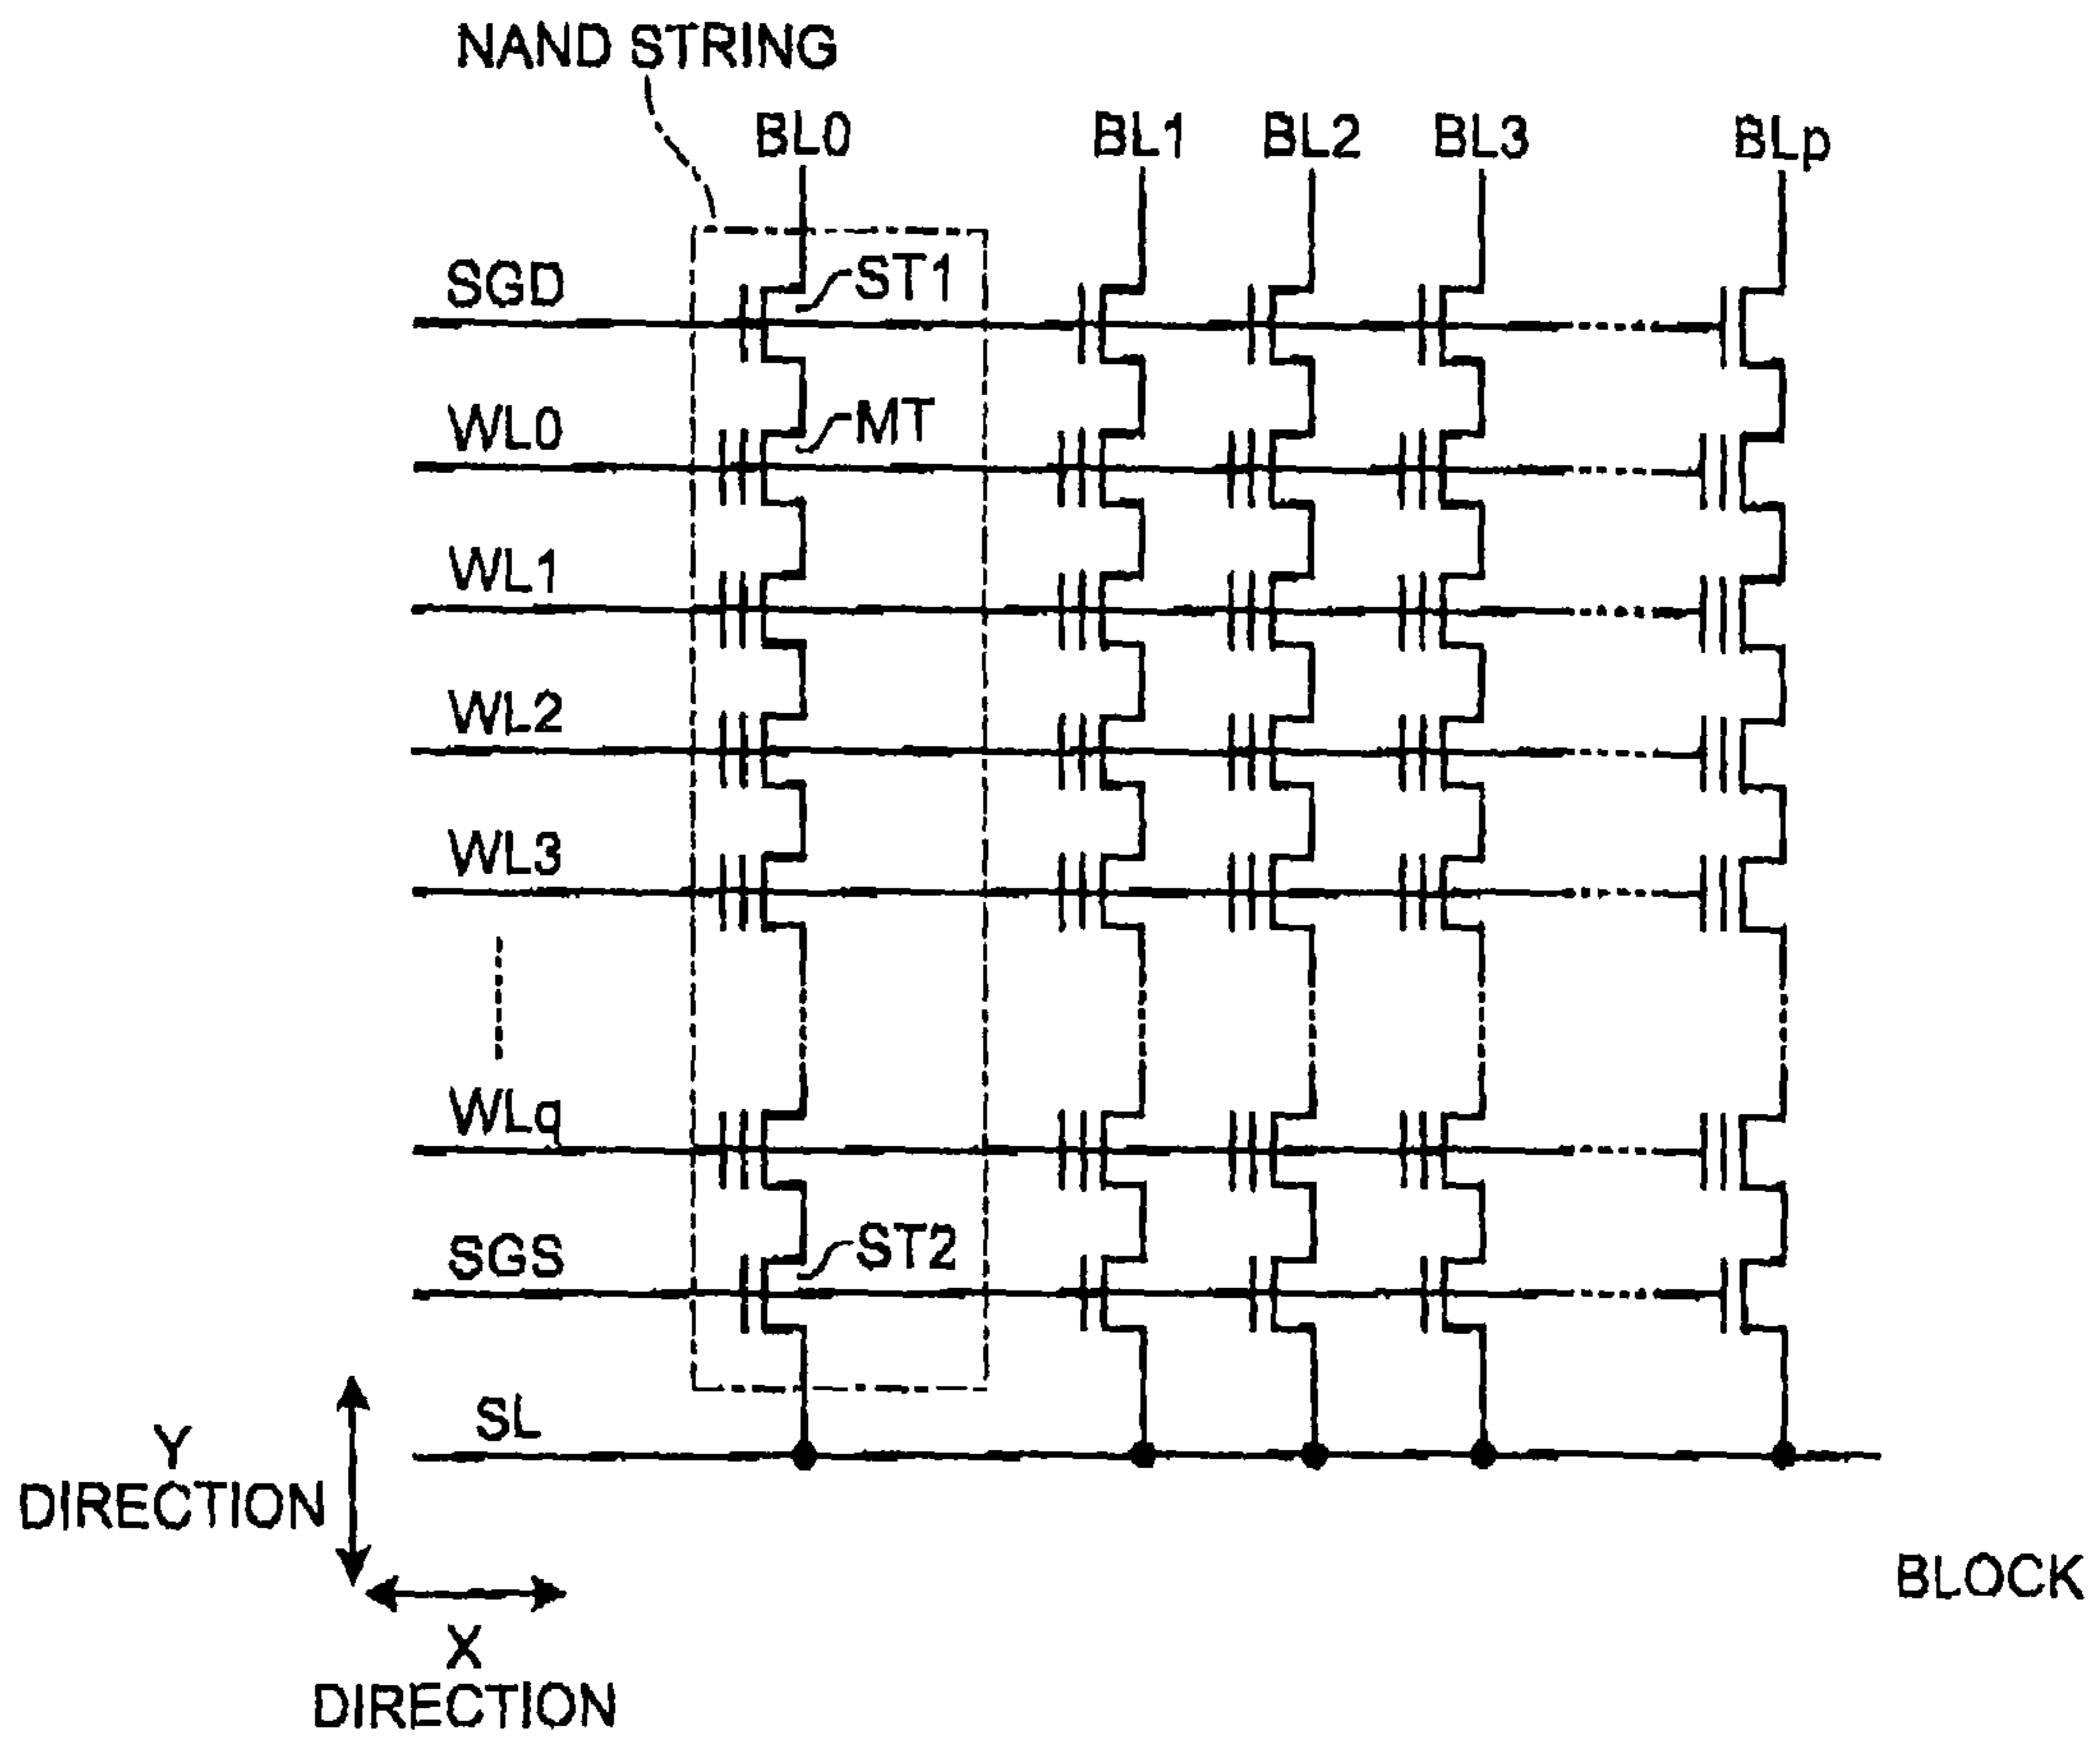 NAND STRING
BL0 BL1 BL2 BL3 BLp
SGD ST1
WL0 MT
WL1
WL2
WL3
WLq
SGS ST2
SL
Y
DIRECTION
X
DIRECTION
BLOCK